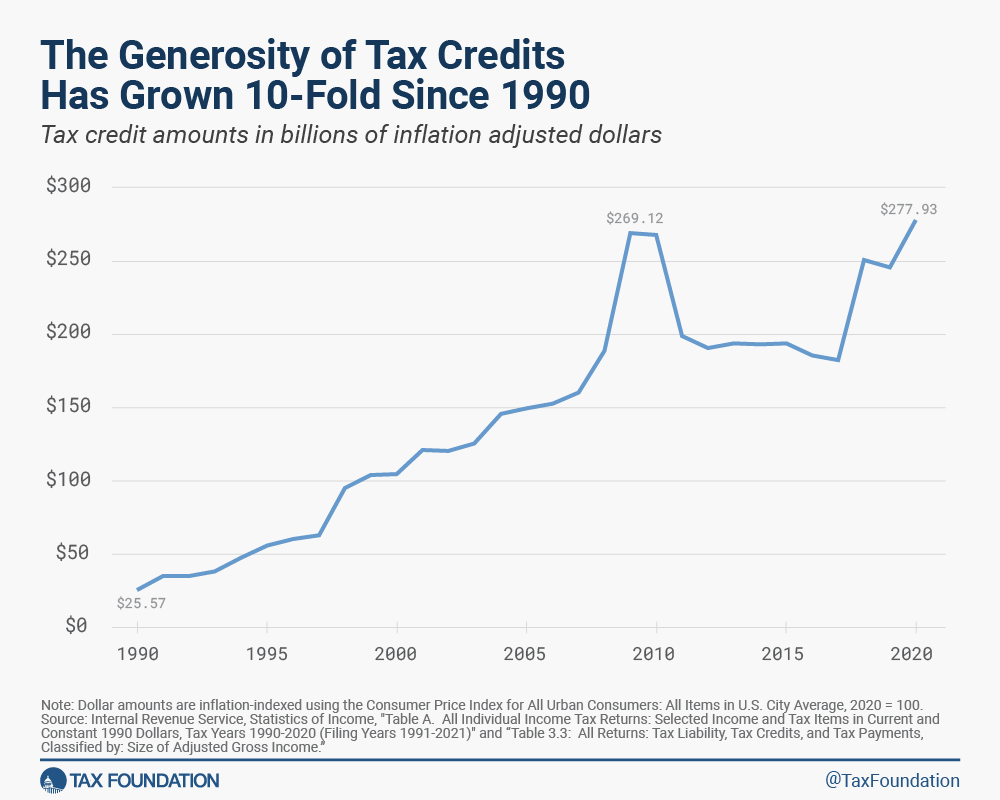 The Generosity of Tax Credits
Has Grown 10-Fold Since 1990
Tax credit amounts in billions of inflation adjusted dollars
$300
$250
$200
$150
$100
$50
$0
$269.12
$277.93
$25.57
1990 1995 2000 2005 2010 2015 2020
Note: Dollar amounts are inflation-indexed using the Consumer Price Index for All Urban Consumers: All Items in U.S. City Average, 2020 = 100.
Source: Internal Revenue Service, Statistics of Income, "Table A.  All Individual Income Tax Returns: Selected Income and Tax Items in Current and
Constant 1990 Dollars, Tax Years 1990-2020 (Filing Years 1991-2021)" and “Table 3.3:  All Returns: Tax Liability, Tax Credits, and Tax Payments,
Classified by: Size of Adjusted Gross Income.”
TAX FOUNDATION @TaxFoundation